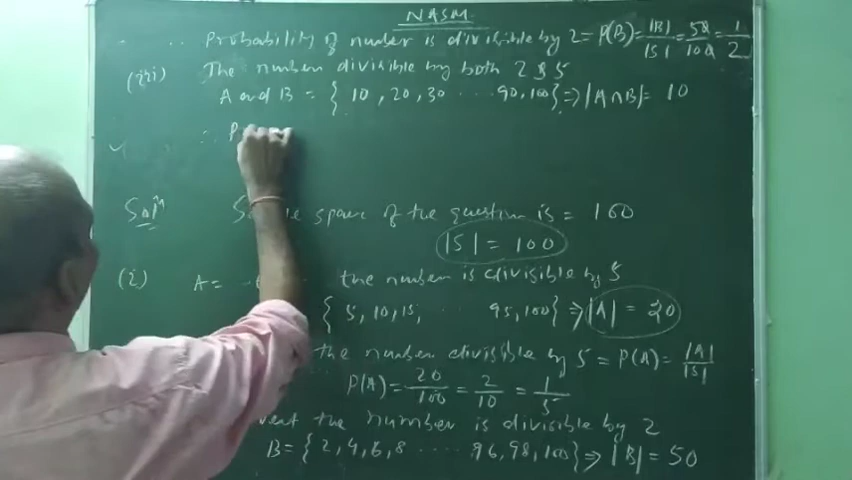 NASM
∴ Probability of number is divisible by 2 = P(B) = |B|/|S| = 50/100 = 1/2
(iii) The number divisible by both 2 & 5
A and B = { 10, 20, 30 ... 90, 100} ⇒ |A∩B| = 10
∴ P
Solⁿ space of the question is = 100
|S| = 100
(i) A = the number is divisible by 5
{ 5, 10, 15, ... 95, 100} ⇒ |A| = 20
the number divisible by 5 = P(A) = |A|/|S|
P(A) = 20/100 = 2/10 = 1/5
the number is divisible by 2
B = { 2, 4, 6, 8 .... 96, 98, 100} ⇒ |B| = 50